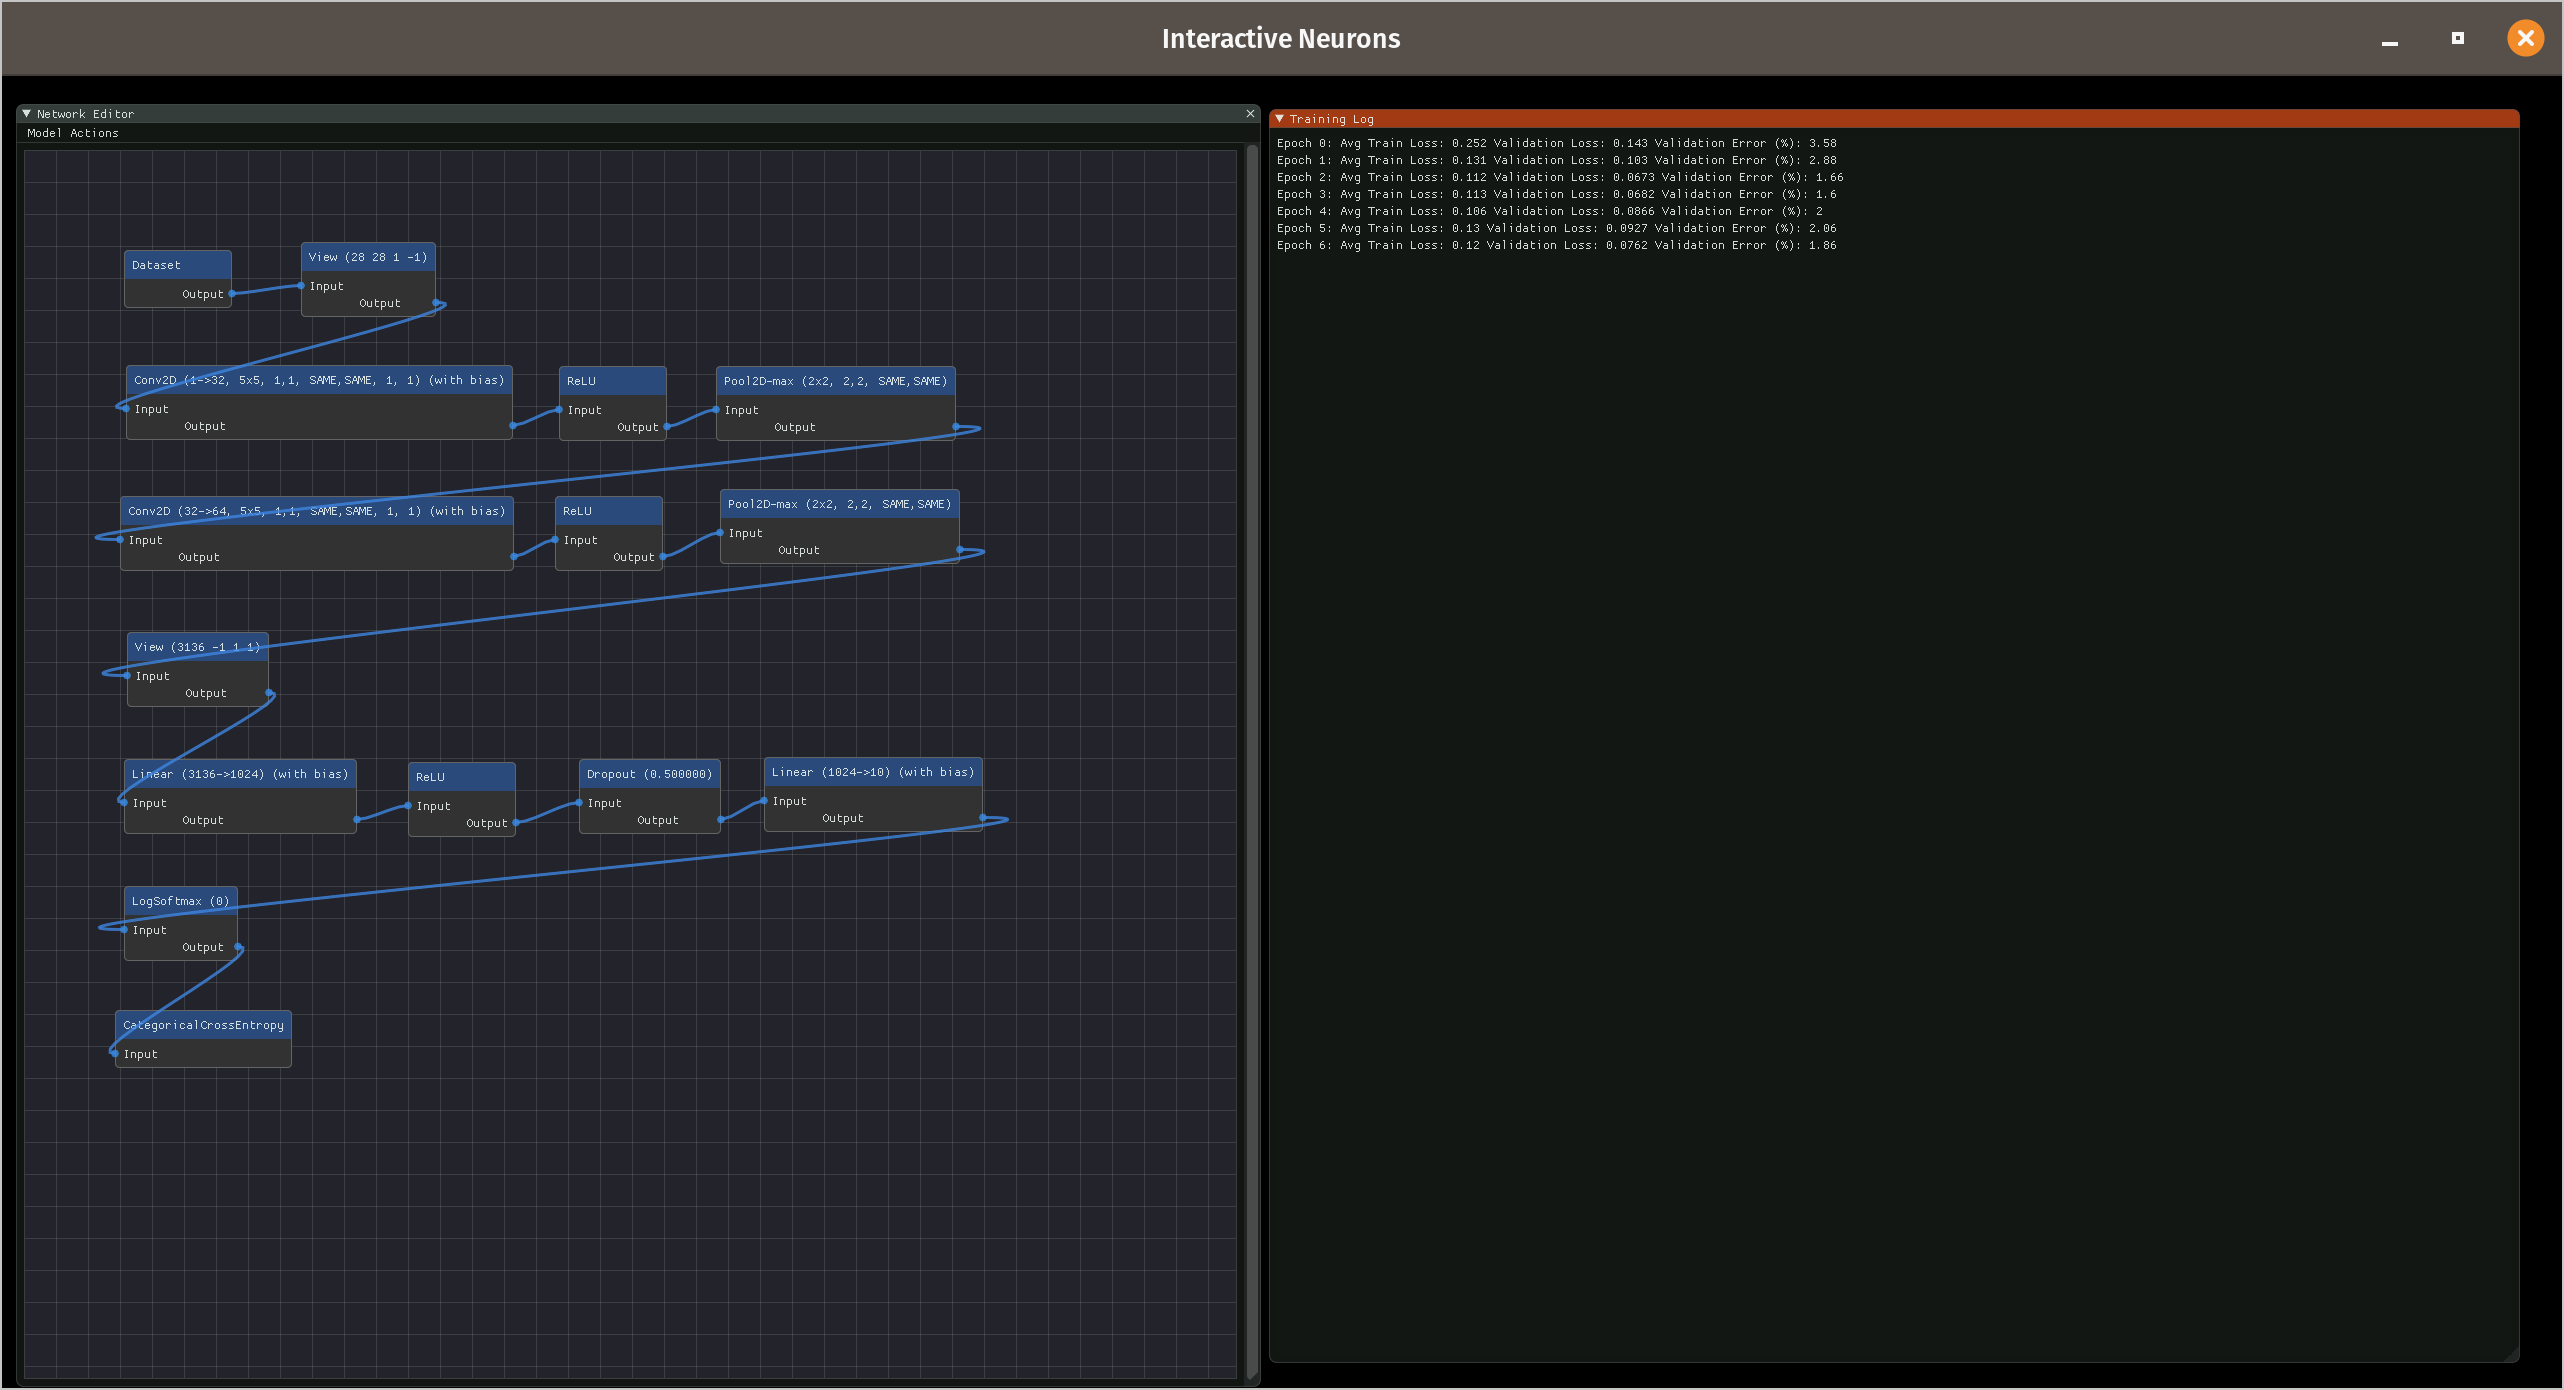 Interactive Neurons
Network Editor
Model Actions
Dataset
Output
View (28 28 1 -1)
Input
Output
Conv2D (1->32, 5x5, 1,1, SAME,SAME, 1, 1) (with bias)
Input
Output
ReLU
Input
Output
Pool2D-max (2x2, 2,2, SAME,SAME)
Input
Output
Conv2D (32->64, 5x5, 1,1, SAME,SAME, 1, 1) (with bias)
Input
Output
ReLU
Input
Output
Pool2D-max (2x2, 2,2, SAME,SAME)
Input
Output
View (3136 -1 1 1)
Input
Output
Linear (3136->1024) (with bias)
Input
Output
ReLU
Input
Output
Dropout (0.500000)
Input
Output
Linear (1024->10) (with bias)
Input
Output
LogSoftmax (0)
Input
Output
CategoricalCrossEntropy
Input
Training Log
Epoch 0: Avg Train Loss: 0.252 Validation Loss: 0.143 Validation Error (%): 3.58
Epoch 1: Avg Train Loss: 0.131 Validation Loss: 0.103 Validation Error (%): 2.88
Epoch 2: Avg Train Loss: 0.112 Validation Loss: 0.0673 Validation Error (%): 1.66
Epoch 3: Avg Train Loss: 0.113 Validation Loss: 0.0682 Validation Error (%): 1.6
Epoch 4: Avg Train Loss: 0.106 Validation Loss: 0.0866 Validation Error (%): 2
Epoch 5: Avg Train Loss: 0.13 Validation Loss: 0.0927 Validation Error (%): 2.06
Epoch 6: Avg Train Loss: 0.12 Validation Loss: 0.0762 Validation Error (%): 1.86